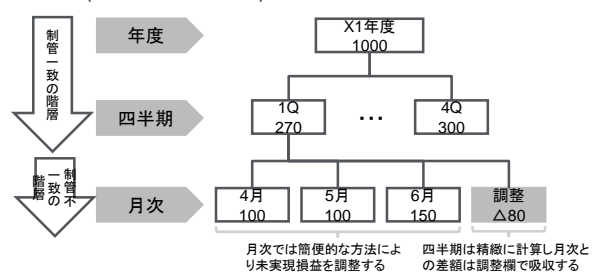 制管一致の階層
年度
X1年度
1000
四半期
1Q
270
…
4Q
300
制管不一致の階層
月次
4月
100
5月
100
6月
150
調整
△80
月次では簡便的な方法によ
り未実現損益を調整する
四半期は精緻に計算し月次と
の差額は調整欄で吸収する